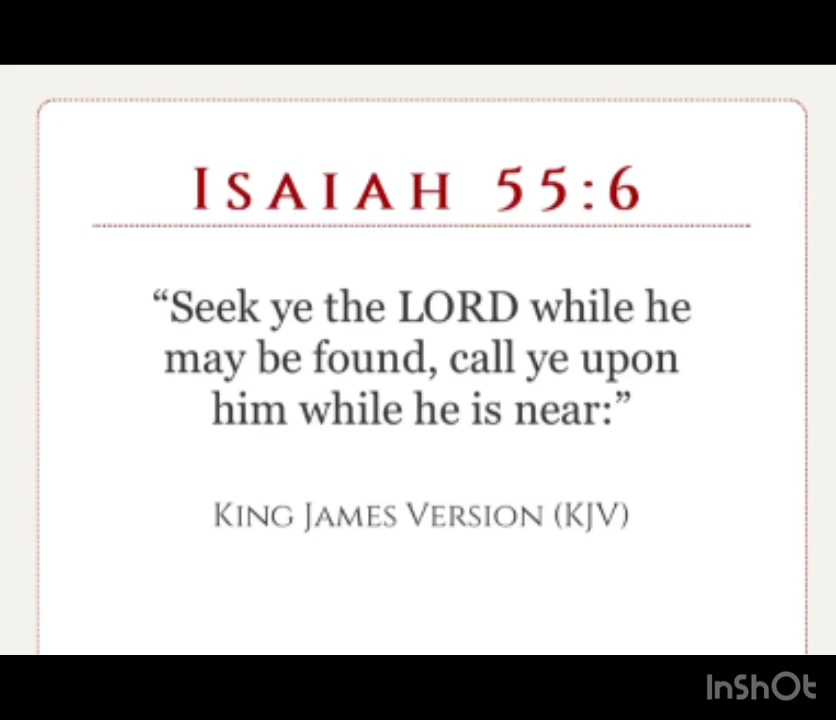 Isaiah 55:6
“Seek ye the LORD while he
may be found, call ye upon
him while he is near:”
King James Version (KJV)
InShOt